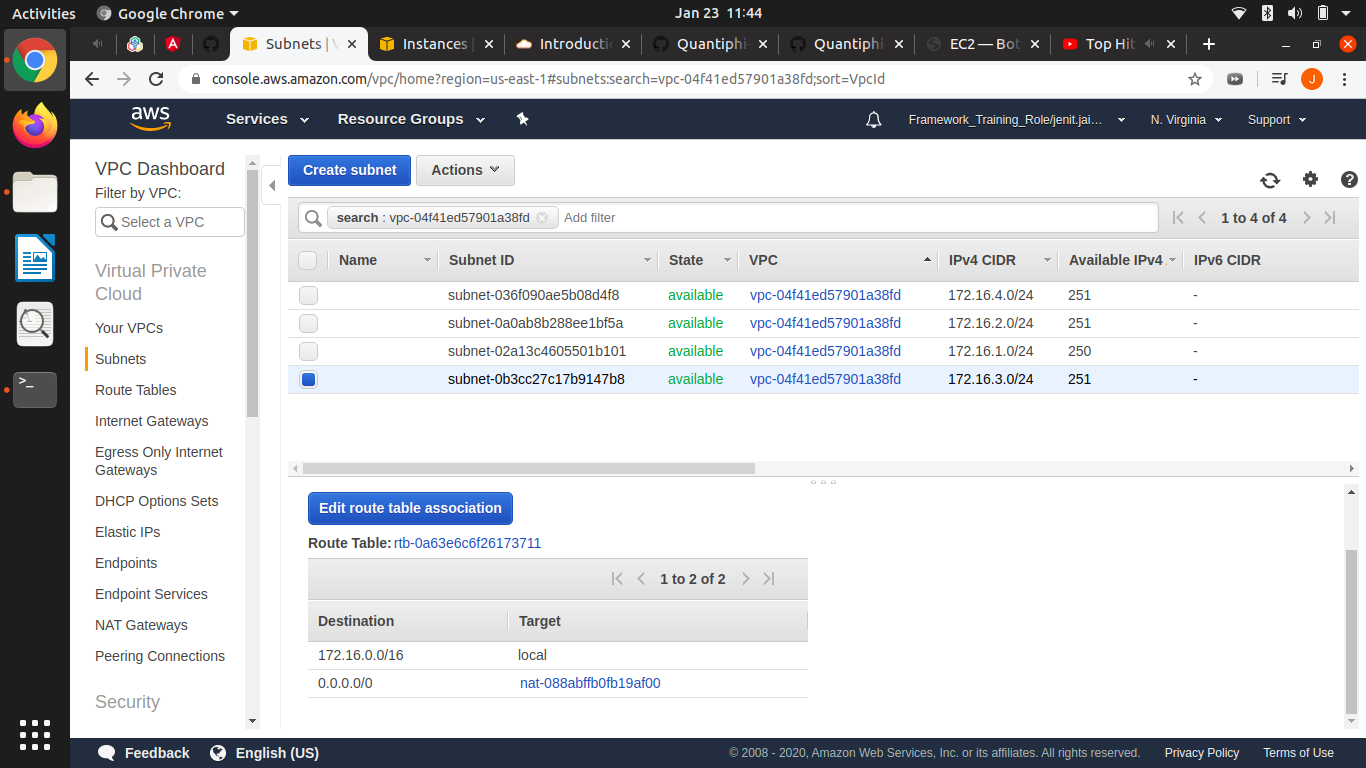 Activities Google Chrome Jan 23 11:44
Subnets | V Instances | Introductio Quantiphi- Quantiphi- EC2 — Bot Top Hit
console.aws.amazon.com/vpc/home?region=us-east-1#subnets:search=vpc-04f41ed57901a38fd;sort=VpcId J
aws Services Resource Groups Framework_Training_Role/jenit.jai... N. Virginia Support
VPC Dashboard
Filter by VPC:
Select a VPC
Virtual Private
Cloud
Your VPCs
Subnets
Route Tables
Internet Gateways
Egress Only Internet
Gateways
DHCP Options Sets
Elastic IPs
Endpoints
Endpoint Services
NAT Gateways
Peering Connections
Security
Create subnet Actions
search : vpc-04f41ed57901a38fd Add filter 1 to 4 of 4
Name Subnet ID State VPC IPv4 CIDR Available IPv4 IPv6 CIDR
subnet-036f090ae5b08d4f8 available vpc-04f41ed57901a38fd 172.16.4.0/24 251 -
subnet-0a0ab8b288ee1bf5a available vpc-04f41ed57901a38fd 172.16.2.0/24 251 -
subnet-02a13c4605501b101 available vpc-04f41ed57901a38fd 172.16.1.0/24 250 -
subnet-0b3cc27c17b9147b8 available vpc-04f41ed57901a38fd 172.16.3.0/24 251 -
Edit route table association
Route Table: rtb-0a63e6c6f26173711
1 to 2 of 2
Destination Target
172.16.0.0/16 local
0.0.0.0/0 nat-088abffb0fb19af00
Feedback English (US) © 2008 - 2020, Amazon Web Services, Inc. or its affiliates. All rights reserved. Privacy Policy Terms of Use